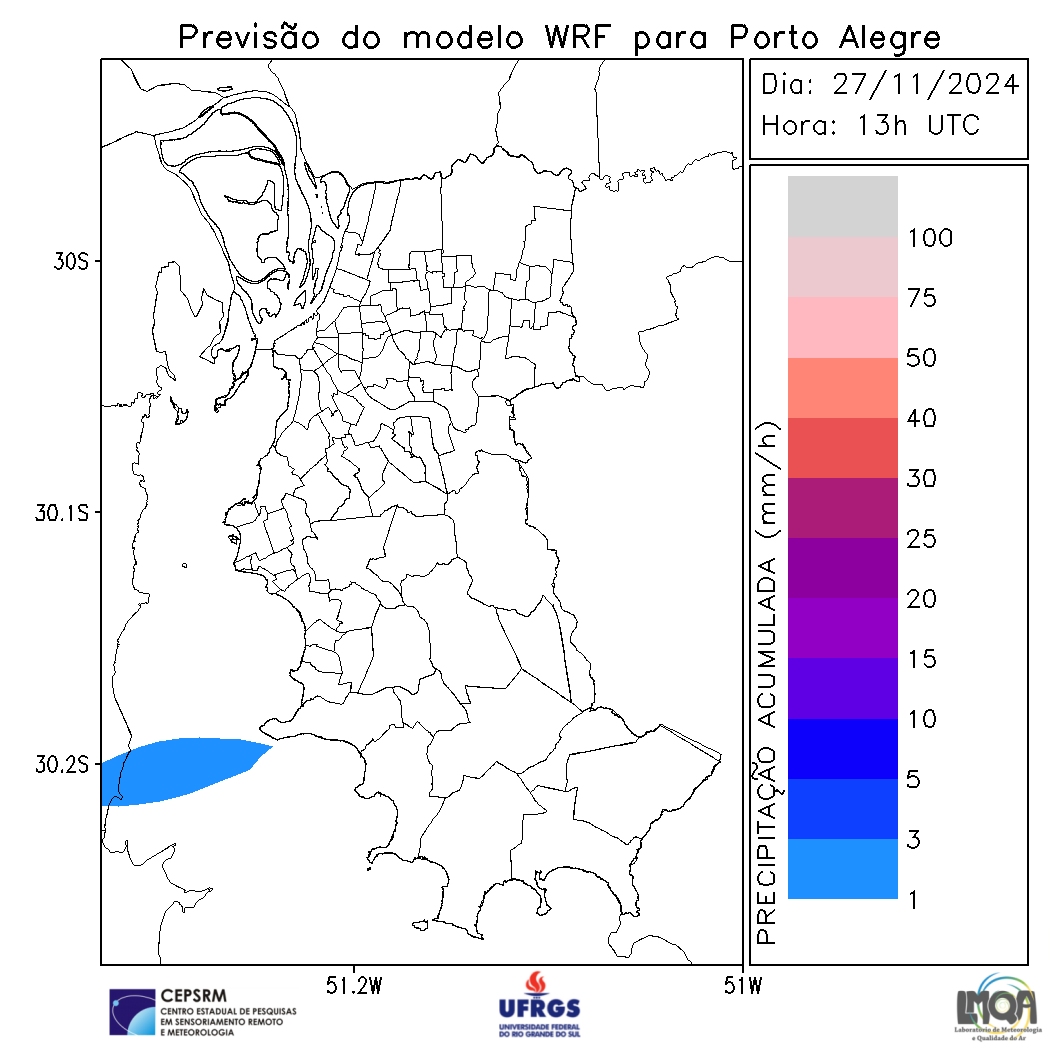 Previsão do modelo WRF para Porto Alegre
Dia: 27/11/2024
Hora: 13h UTC
30S
30.1S
30.2S
51.2W
51W
PRECIPITAÇÃO ACUMULADA (mm/h)
100
75
50
40
30
25
20
15
10
5
3
1
CEPSRM
CENTRO ESTADUAL DE PESQUISAS
EM SENSORIAMENTO REMOTO
E METEOROLOGIA
UFRGS
UNIVERSIDADE FEDERAL
DO RIO GRANDE DO SUL
LMQA
Laboratório de Meteorologia
e Qualidade do Ar